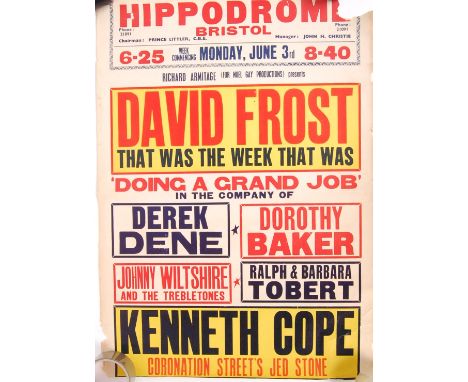 HIPPODROME
BRISTOL
Phone: 21091 Phone: 21091
Chairman: PRINCE LITTLER, C.B.E. Manager: JOHN H. CHRISTIE
6-25 WEEK COMMENCING MONDAY, JUNE 3rd 8-40
RICHARD ARMITAGE (FOR NOEL GAY PRODUCTIONS) presents
DAVID FROST
THAT WAS THE WEEK THAT WAS
'DOING A GRAND JOB'
IN THE COMPANY OF
DEREK DENE ★ DOROTHY BAKER
JOHNNY WILTSHIRE AND THE TREBLETONES ★ RALPH & BARBARA TOBERT
KENNETH COPE
CORONATION STREET'S JED STONE